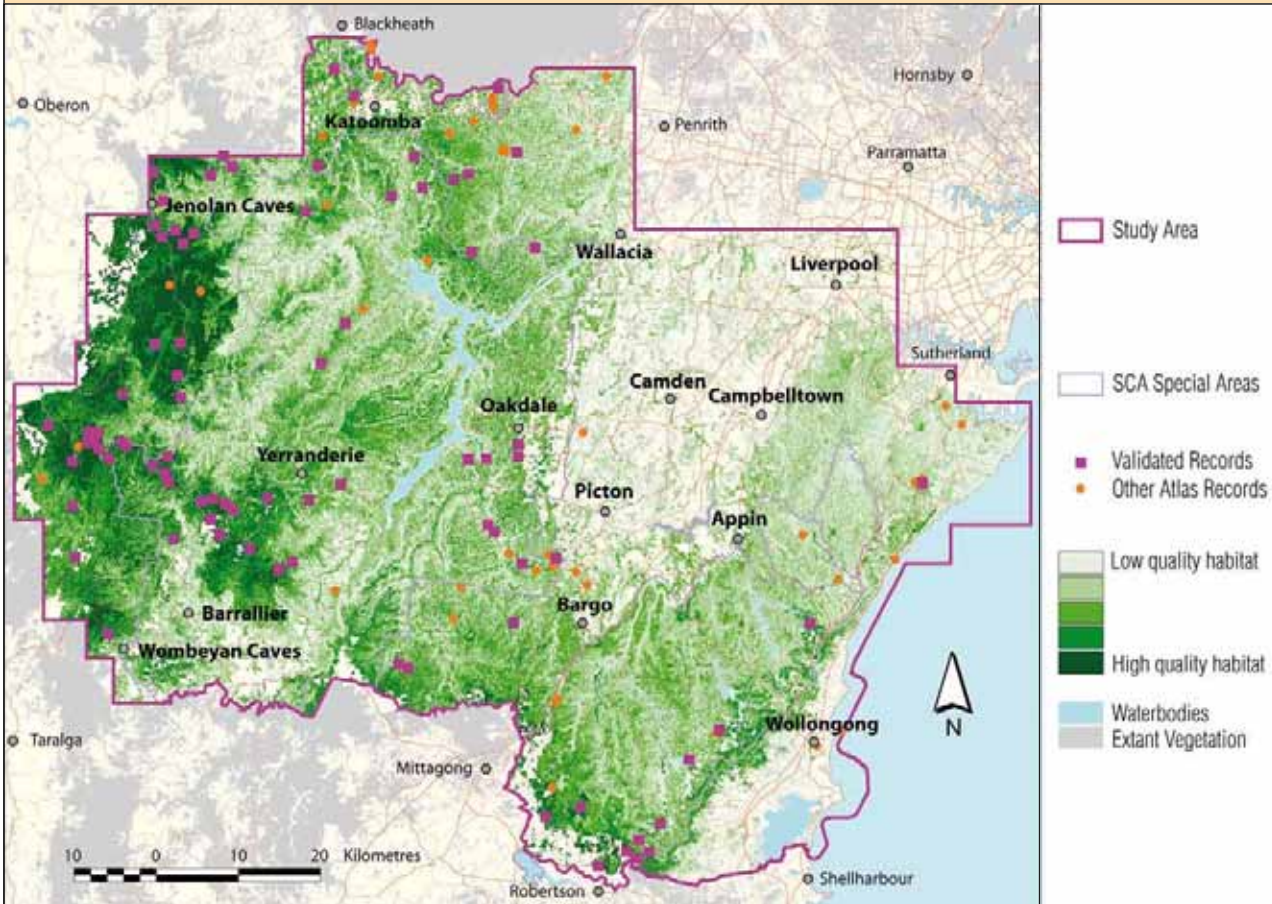 Blackheath
Hornsby
Oberon
Katoomba
Penrith
Parramatta
Jenolan Caves
Wallacia
Liverpool
Sutherland
Camden
Campbelltown
Oakdale
Yerranderie
Picton
Appin
Barrallier
Bargo
Wombeyan Caves
Wollongong
Taralga
Mittagong
N
10 0 10 20 Kilometres
Robertson
Shellharbour
Study Area
SCA Special Areas
Validated Records
Other Atlas Records
Low quality habitat
High quality habitat
Waterbodies
Extant Vegetation